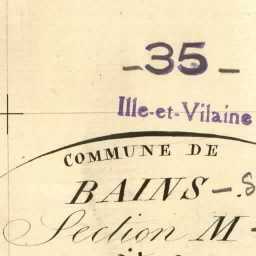 -35-
Ille-et-Vilaine
COMMUNE DE
BAINS-S
Section M-